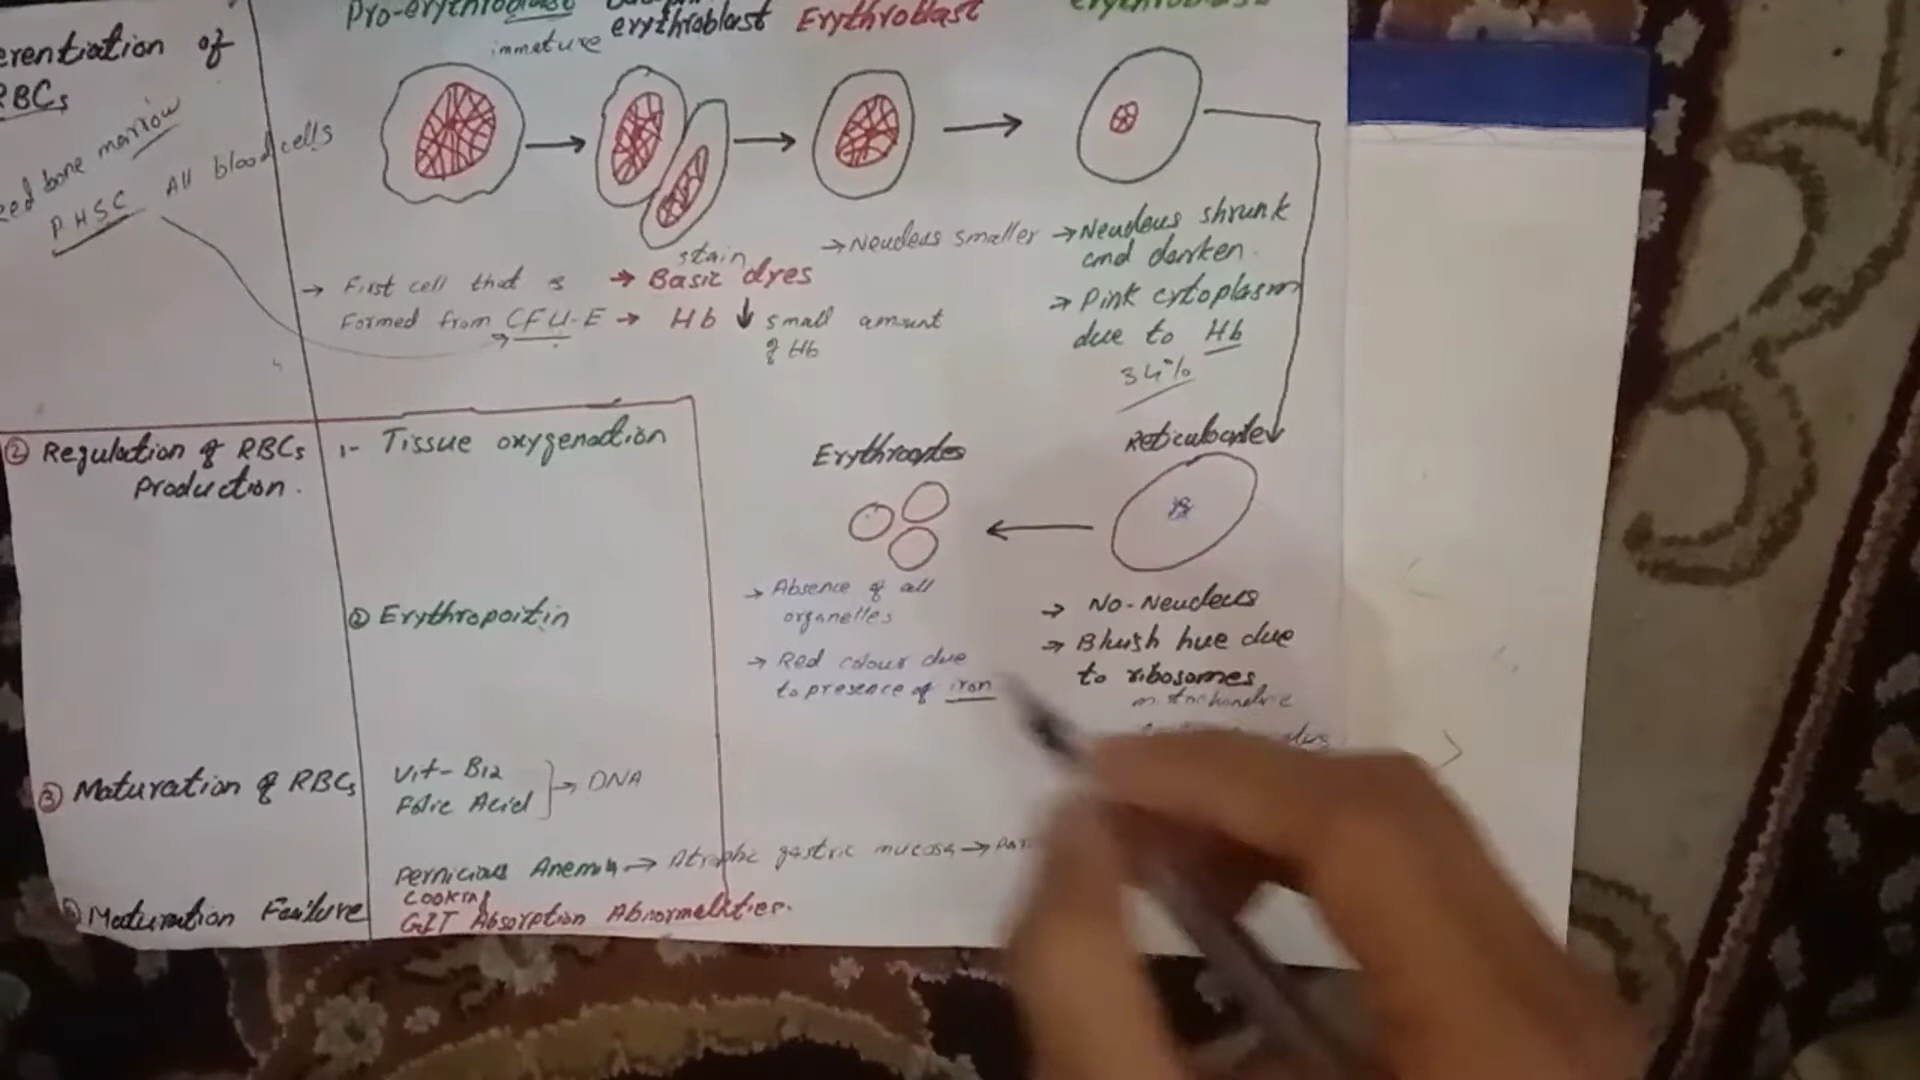 erentiation of
RBCs
red bone marrow
PHSC All blood cells
Pro-erythroblast
immature
erythroblast
Erythroblast
erythroblast
→ First cell that is
Formed from CFU-E
stain
→ Basic dyes
→ Hb ↓ small amount
of Hb
→ Neucleus smaller
→ Neucleus shrunk
and darken.
→ Pink cytoplasm
due to Hb
34%
② Regulation of RBCs
Production.
1- Tissue oxygenaction
② Erythropoitin
Erythrocytes
→ Absence of all
organelles
→ Red colour due
to presence of iron
Reticulocyte
→ No-Neucleus
→ Bluish hue due
to ribosomes
③ Maturation of RBCs
Vit-B12
Folic Acid → DNA
Pernicious Anemia → Atrophic gastric mucosa →
Maturation Failure
Cooking
GIT Absorption Abnormalities.